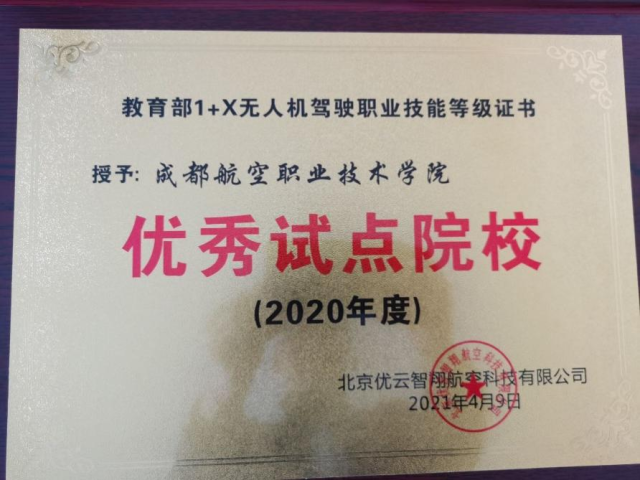 教育部1+X无人机驾驶职业技能等级证书
授予: 成都航空职业技术学院
优秀试点院校
(2020年度)
北京优云智翔航空科技有限公司
2021年4月9日